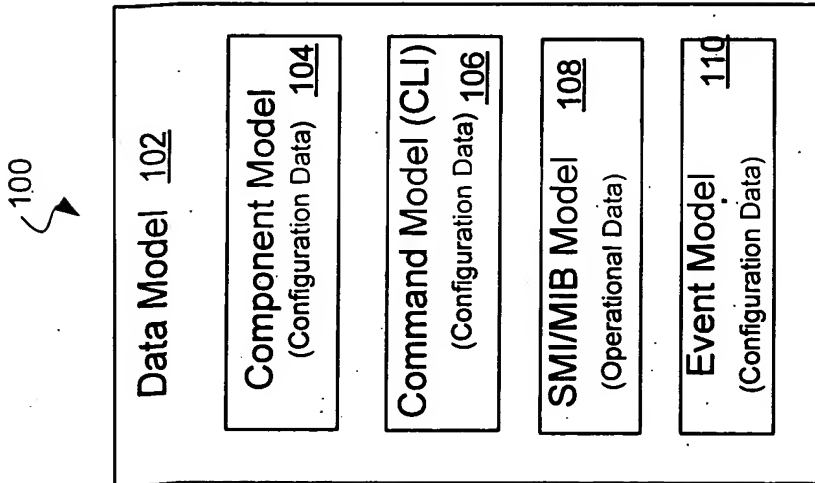 100
Data Model 102
Component Model
(Configuration Data) 104
Command Model (CLI)
(Configuration Data) 106
SMI/MIB Model 108
(Operational Data)
Event Model 110
(Configuration Data)